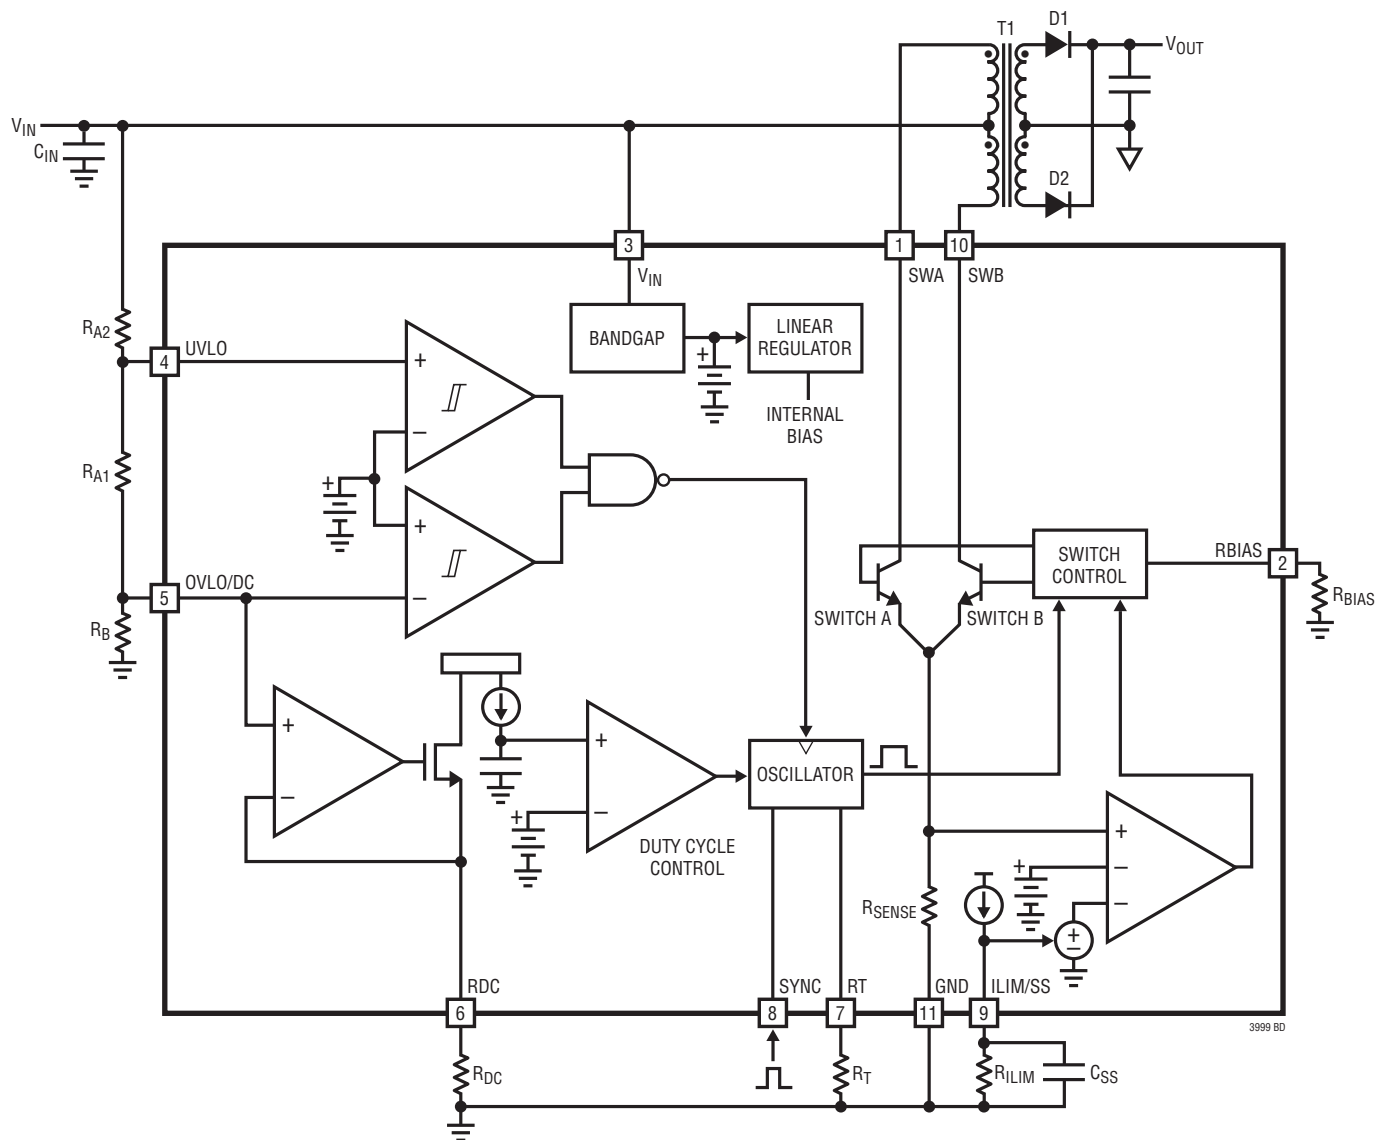 T1
D1
VOUT
VIN
CIN
D2
3
1
10
VIN
SWA
SWB
RA2
4
UVLO
BANDGAP
+
LINEAR
REGULATOR
INTERNAL
BIAS
+
−
RA1
+
+
−
5
OVLO/DC
RB
SWITCH
CONTROL
RBIAS
2
RBIAS
SWITCH A
SWITCH B
+
−
+
−
+
DUTY CYCLE
CONTROL
OSCILLATOR
+
−
−
+
RSENSE
+
−
RDC
SYNC
RT
GND
ILIM/SS
6
8
7
11
9
3999 BD
RDC
RT
RILIM
CSS